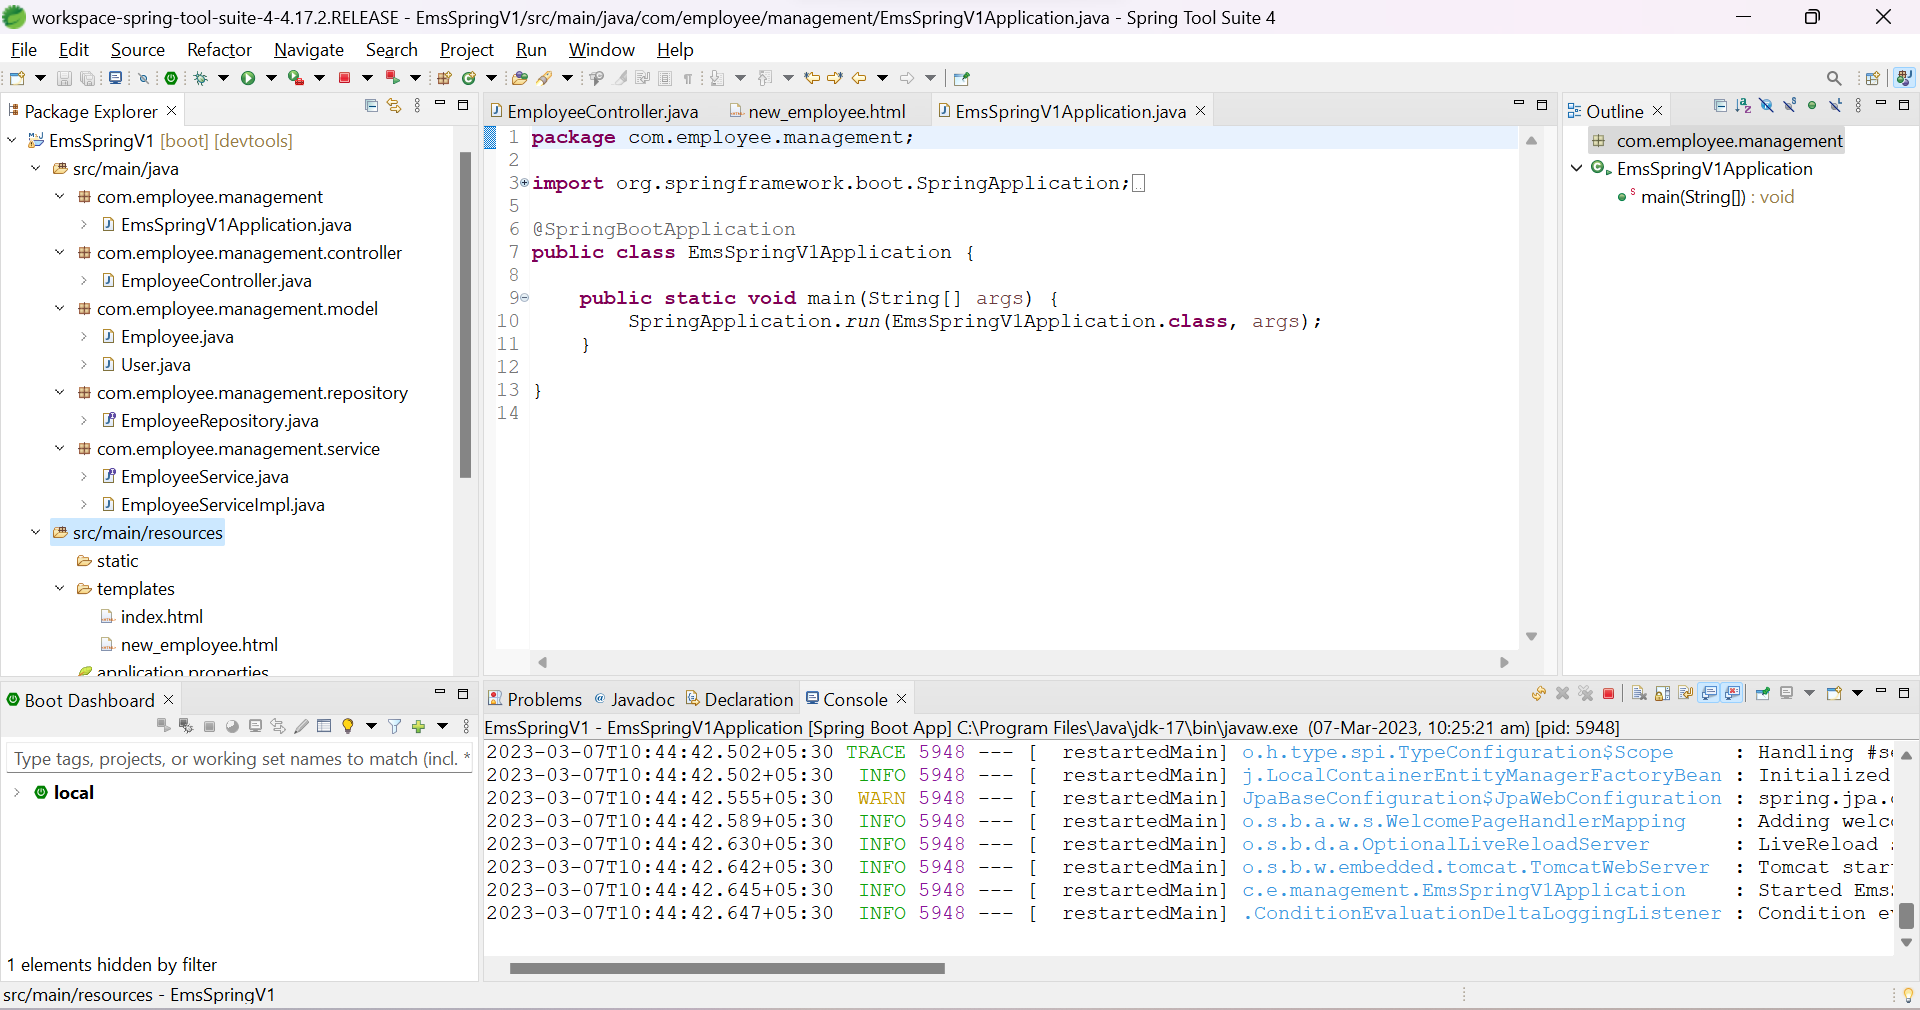 workspace-spring-tool-suite-4-4.17.2.RELEASE - EmsSpringV1/src/main/java/com/employee/management/EmsSpringV1Application.java - Spring Tool Suite 4
File Edit Source Refactor Navigate Search Project Run Window Help
Package Explorer
EmsSpringV1 [boot] [devtools]
src/main/java
com.employee.management
EmsSpringV1Application.java
com.employee.management.controller
EmployeeController.java
com.employee.management.model
Employee.java
User.java
com.employee.management.repository
EmployeeRepository.java
com.employee.management.service
EmployeeService.java
EmployeeServiceImpl.java
src/main/resources
static
templates
index.html
new_employee.html
application.properties
EmployeeController.java new_employee.html EmsSpringV1Application.java
1 package com.employee.management;
2
3 import org.springframework.boot.SpringApplication;
5
6 @SpringBootApplication
7 public class EmsSpringV1Application {
8
9 public static void main(String[] args) {
10 SpringApplication.run(EmsSpringV1Application.class, args);
11 }
12
13 }
14
Outline
com.employee.management
EmsSpringV1Application
main(String[]) : void
Boot Dashboard
Type tags, projects, or working set names to match (incl. *
local
1 elements hidden by filter
Problems @ Javadoc Declaration Console
EmsSpringV1 - EmsSpringV1Application [Spring Boot App] C:\Program Files\Java\jdk-17\bin\javaw.exe (07-Mar-2023, 10:25:21 am) [pid: 5948]
2023-03-07T10:44:42.502+05:30 TRACE 5948 --- [ restartedMain] o.h.type.spi.TypeConfiguration$Scope : Handling #se
2023-03-07T10:44:42.502+05:30 INFO 5948 --- [ restartedMain] j.LocalContainerEntityManagerFactoryBean : Initialized
2023-03-07T10:44:42.555+05:30 WARN 5948 --- [ restartedMain] JpaBaseConfiguration$JpaWebConfiguration : spring.jpa.
2023-03-07T10:44:42.589+05:30 INFO 5948 --- [ restartedMain] o.s.b.a.w.s.WelcomePageHandlerMapping : Adding welc
2023-03-07T10:44:42.630+05:30 INFO 5948 --- [ restartedMain] o.s.b.d.a.OptionalLiveReloadServer : LiveReload
2023-03-07T10:44:42.642+05:30 INFO 5948 --- [ restartedMain] o.s.b.w.embedded.tomcat.TomcatWebServer : Tomcat star
2023-03-07T10:44:42.645+05:30 INFO 5948 --- [ restartedMain] c.e.management.EmsSpringV1Application : Started Ems
2023-03-07T10:44:42.647+05:30 INFO 5948 --- [ restartedMain] .ConditionEvaluationDeltaLoggingListener : Condition e
src/main/resources - EmsSpringV1